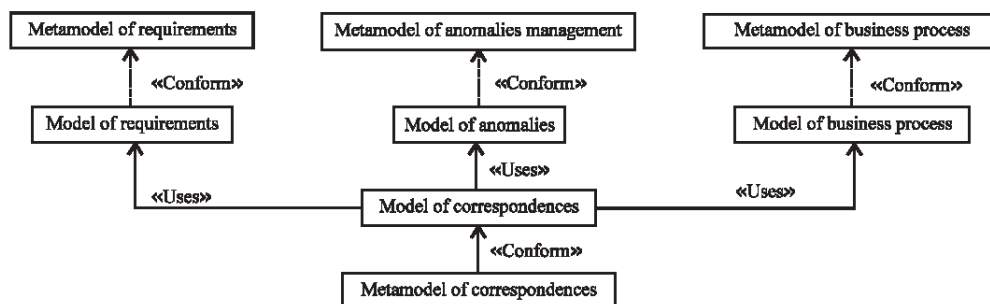 Metamodel of requirements
Metamodel of anomalies management
Metamodel of business process
«Conform»
«Conform»
«Conform»
Model of requirements
Model of anomalies
Model of business process
«Uses»
«Uses»
«Uses»
Model of correspondences
«Conform»
Metamodel of correspondences